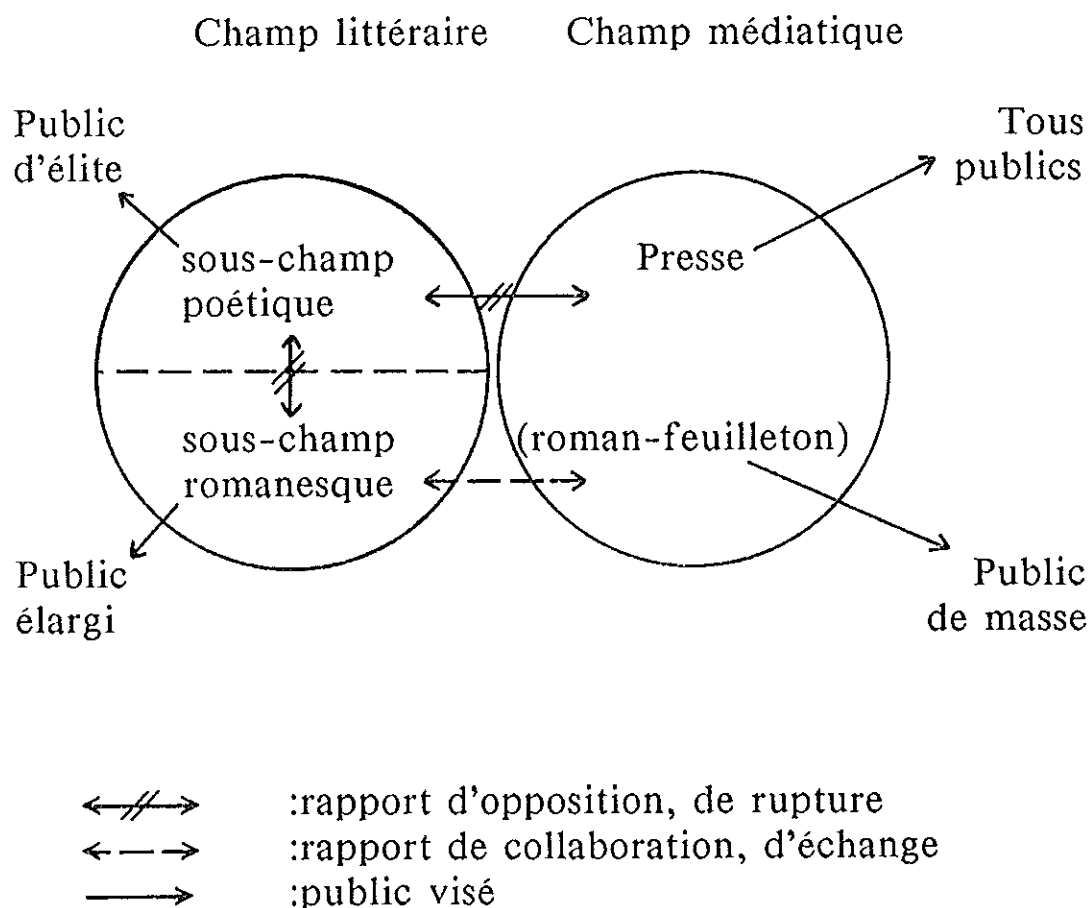 Champ littéraire Champ médiatique
Public
d'élite
Tous
publics
sous-champ
poétique
Presse
sous-champ
romanesque
(roman-feuilleton)
Public
élargi
Public
de masse
:rapport d'opposition, de rupture
:rapport de collaboration, d'échange
:public visé